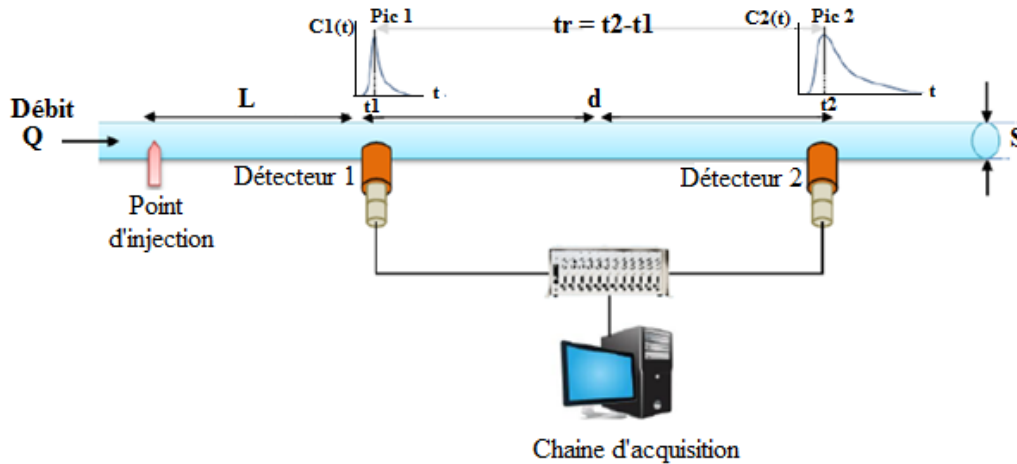 C1(t) Pic 1
tr = t2-t1
C2(t) Pic 2
t
t
t1
t2
L
d
Débit
Q
S
Détecteur 1
Détecteur 2
Point
d'injection
Chaine d'acquisition